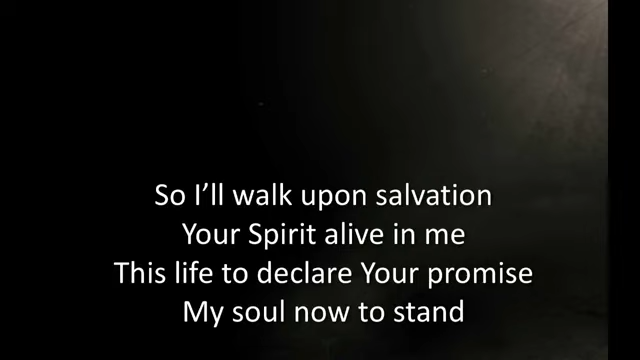 So I’ll walk upon salvation
Your Spirit alive in me
This life to declare Your promise
My soul now to stand